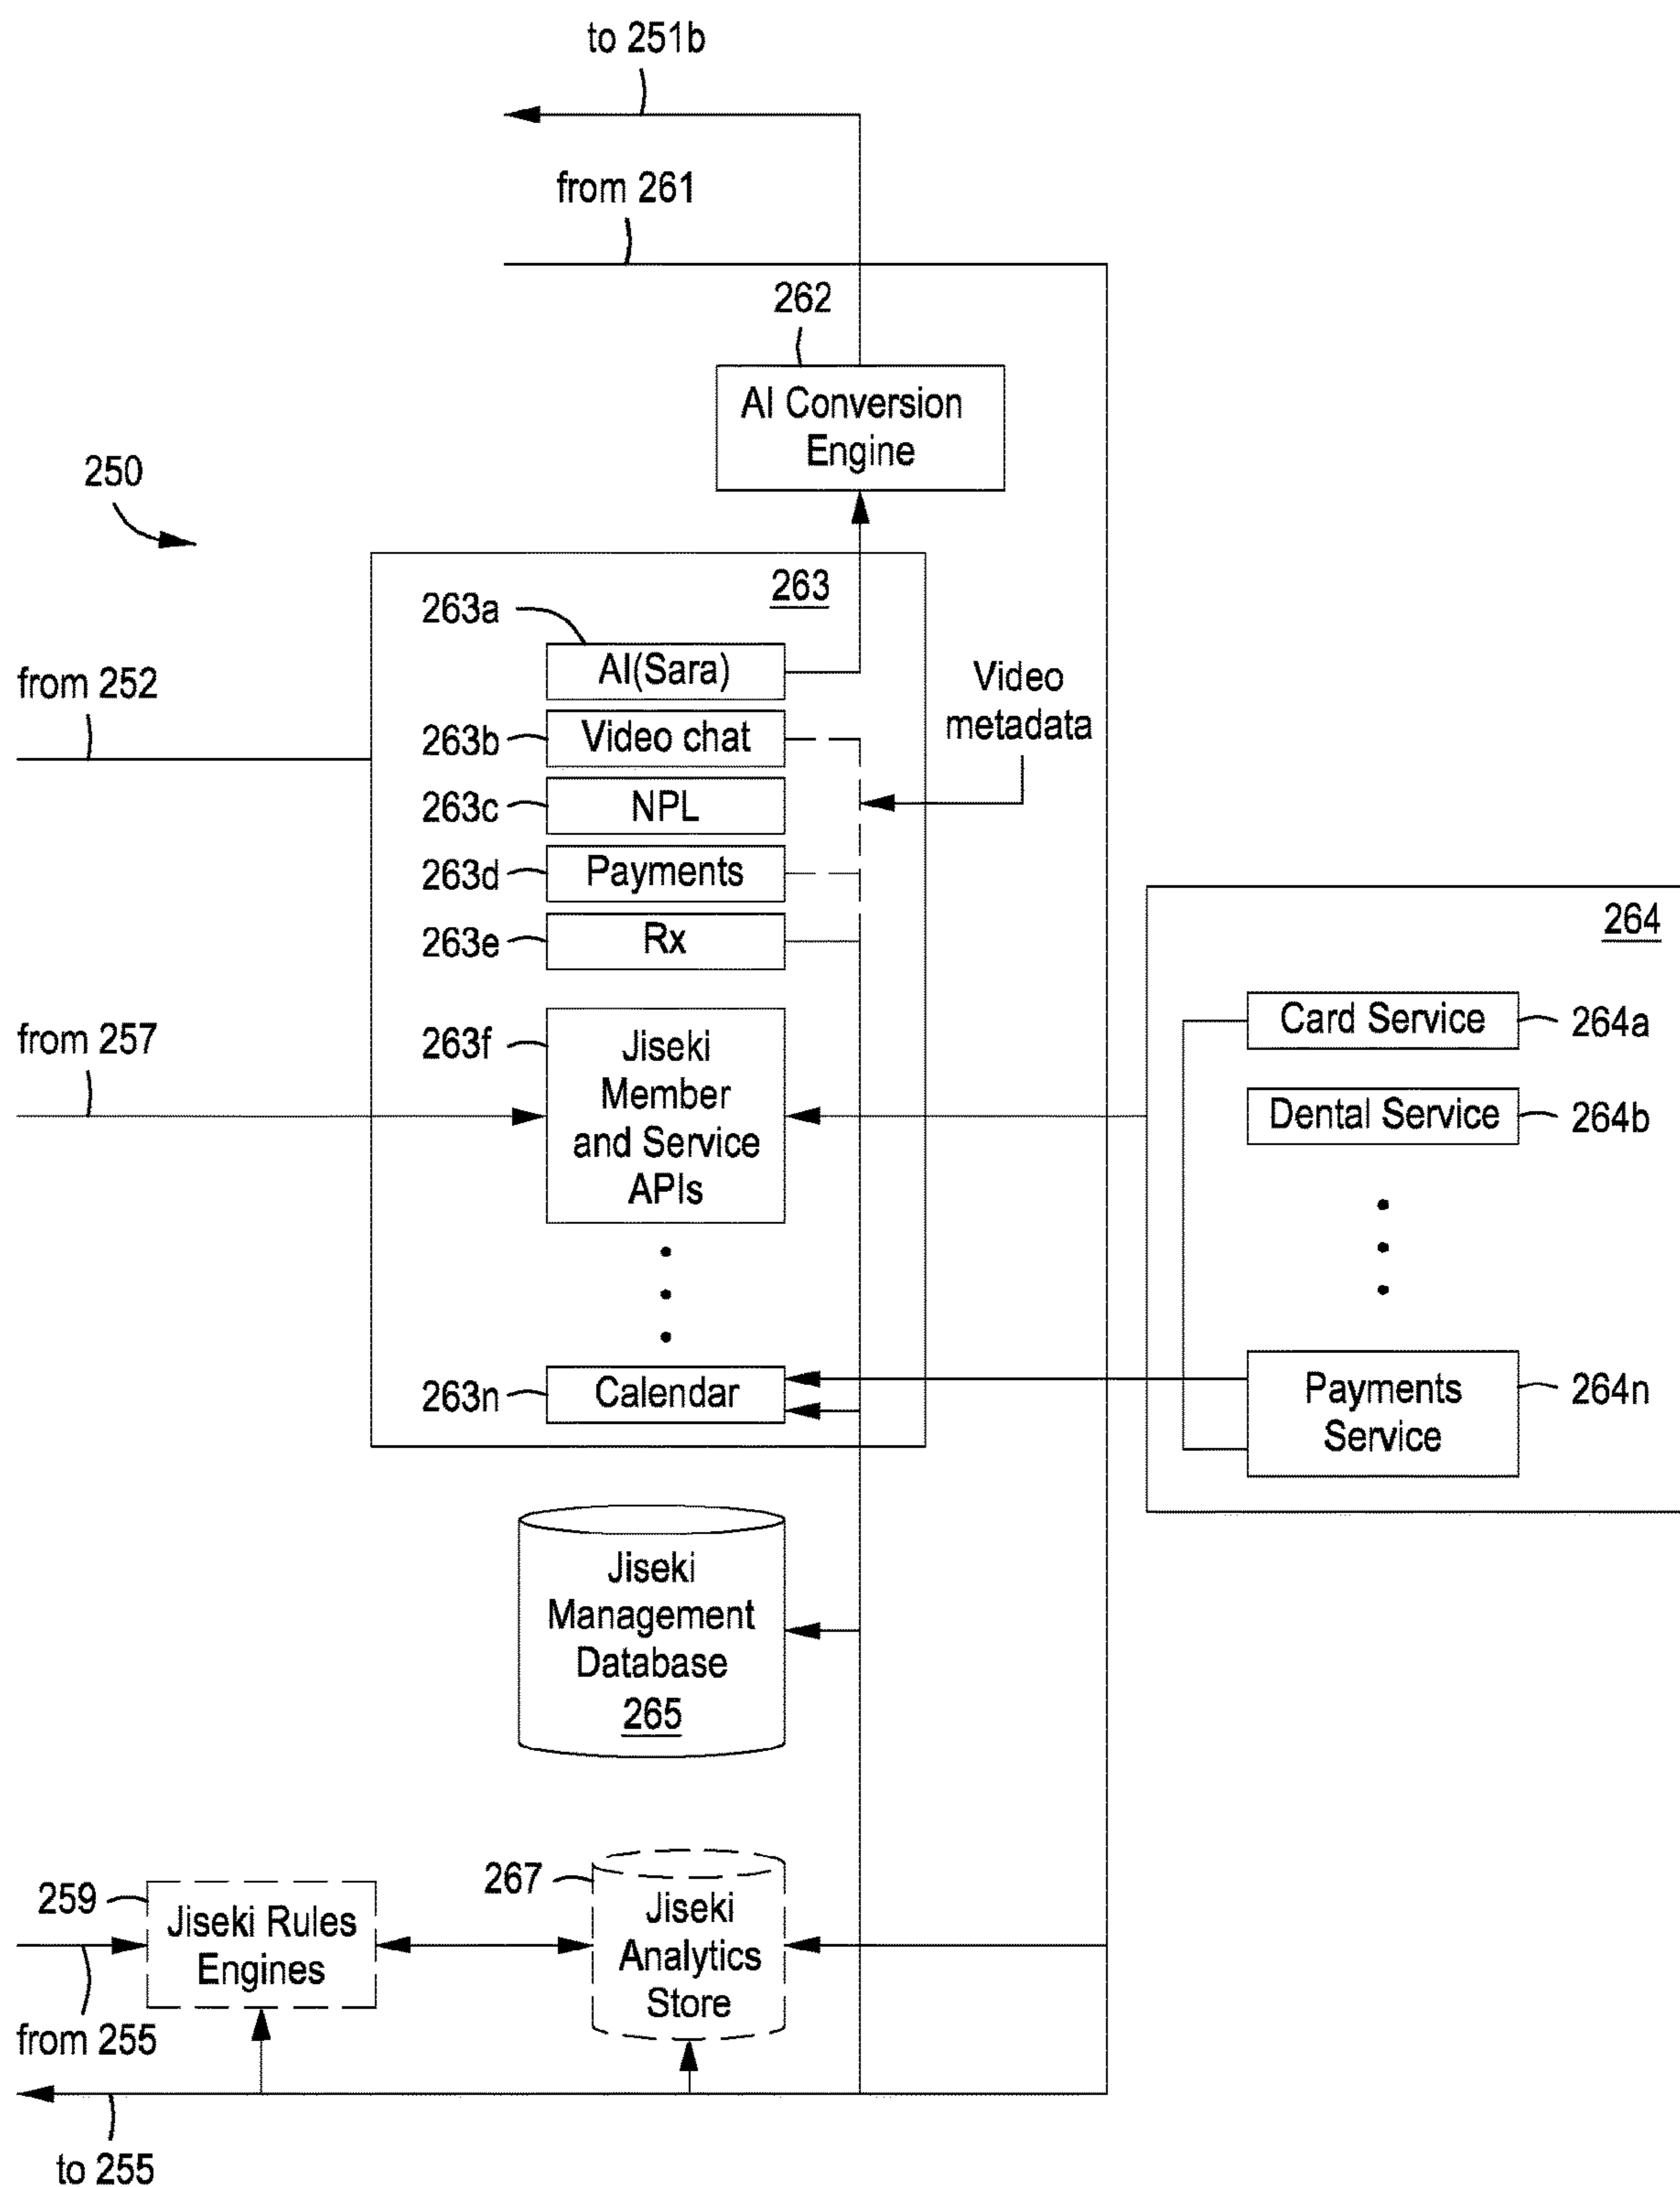 to 251b
from 261
262
AI Conversion
Engine
250
263
263a
AI(Sara)
from 252
Video
metadata
263b
Video chat
263c
NPL
263d
Payments
263e
Rx
264
Card Service
264a
from 257
263f
Jiseki
Member
and Service
APIs
Dental Service
264b
263n
Calendar
Payments
Service
264n
Jiseki
Management
Database
265
259
Jiseki Rules
Engines
267
Jiseki
Analytics
Store
from 255
to 255